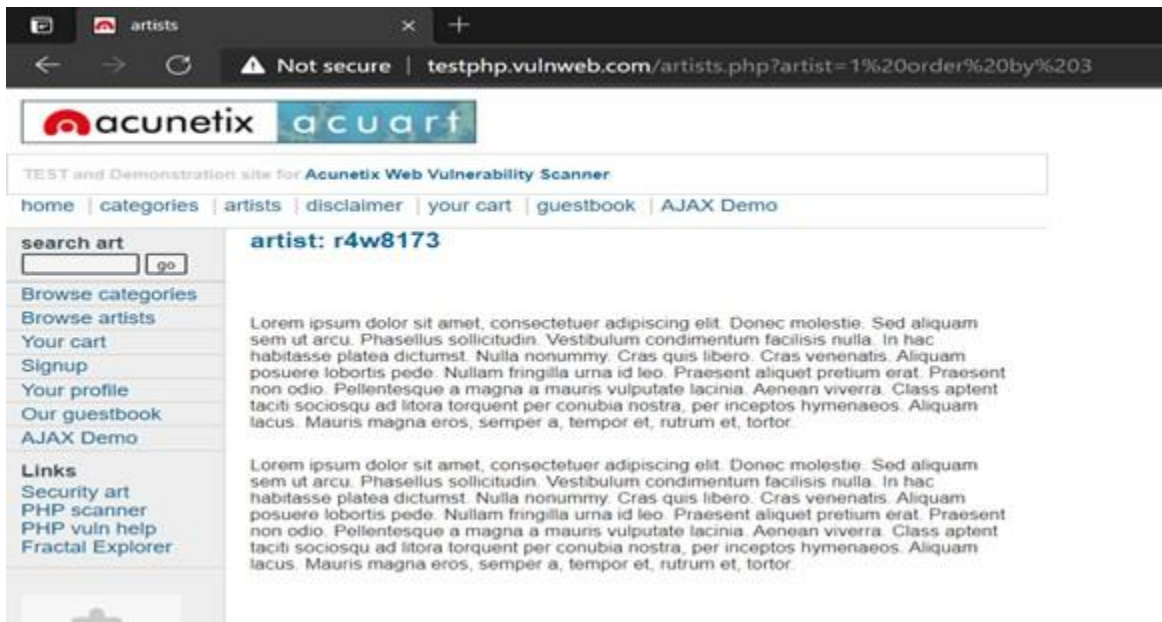 artists
Not secure | testphp.vulnweb.com/artists.php?artist=1%20order%20by%203
acunetix acuart
TEST and Demonstration site for Acunetix Web Vulnerability Scanner
home | categories | artists | disclaimer | your cart | guestbook | AJAX Demo
search art
go
Browse categories
Browse artists
Your cart
Signup
Your profile
Our guestbook
AJAX Demo
Links
Security art
PHP scanner
PHP vuln help
Fractal Explorer
artist: r4w8173
Lorem ipsum dolor sit amet, consectetuer adipiscing elit. Donec molestie. Sed aliquam
sem ut arcu. Phasellus sollicitudin. Vestibulum condimentum facilisis nulla. In hac
habitasse platea dictumst. Nulla nonummy. Cras quis libero. Cras venenatis. Aliquam
posuere lobortis pede. Nullam fringilla urna id leo. Praesent aliquet pretium erat. Praesent
non odio. Pellentesque a magna a mauris vulputate lacinia. Aenean viverra. Class aptent
taciti sociosqu ad litora torquent per conubia nostra, per inceptos hymenaeos. Aliquam
lacus. Mauris magna eros, semper a, tempor et, rutrum et, tortor.
Lorem ipsum dolor sit amet, consectetuer adipiscing elit. Donec molestie. Sed aliquam
sem ut arcu. Phasellus sollicitudin. Vestibulum condimentum facilisis nulla. In hac
habitasse platea dictumst. Nulla nonummy. Cras quis libero. Cras venenatis. Aliquam
posuere lobortis pede. Nullam fringilla urna id leo. Praesent aliquet pretium erat. Praesent
non odio. Pellentesque a magna a mauris vulputate lacinia. Aenean viverra. Class aptent
taciti sociosqu ad litora torquent per conubia nostra, per inceptos hymenaeos. Aliquam
lacus. Mauris magna eros, semper a, tempor et, rutrum et, tortor.